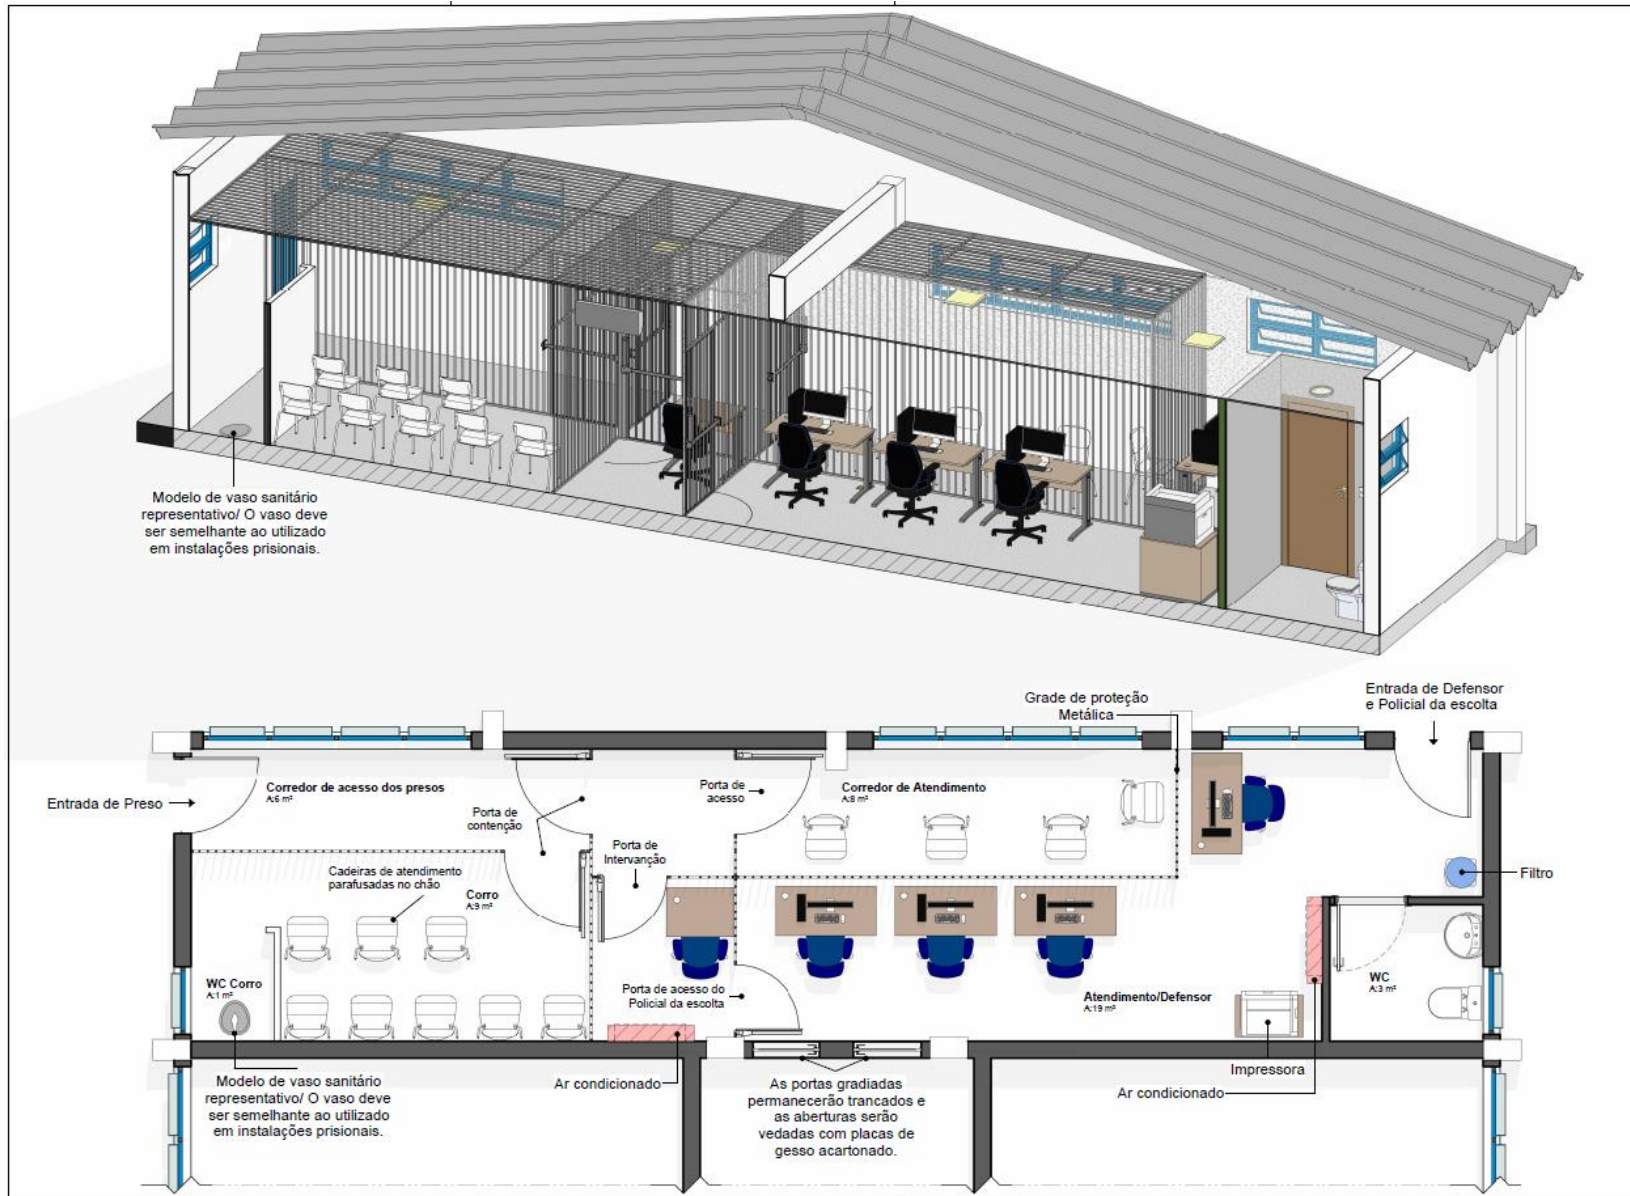 Modelo de vaso sanitário
representativo/ O vaso deve
ser semelhante ao utilizado
em instalações prisionais.
Grade de proteção
Metálica
Entrada de Defensor
e Policial da escolta
Entrada de Preso
Corredor de acesso dos presos
A:6 m²
Porta de
contenção
Porta de
acesso
Corredor de Atendimento
A:8 m²
Porta de
Intervanção
Cadeiras de atendimento
parafusadas no chão
Corro
A:9 m²
Filtro
WC Corro
A:1 m²
Porta de acesso do
Policial da escolta
Atendimento/Defensor
A:19 m²
WC
A:3 m²
Modelo de vaso sanitário
representativo/ O vaso deve
ser semelhante ao utilizado
em instalações prisionais.
Ar condicionado
As portas gradiadas
permanecerão trancados e
as aberturas serão
vedadas com placas de
gesso acartonado.
Impressora
Ar condicionado